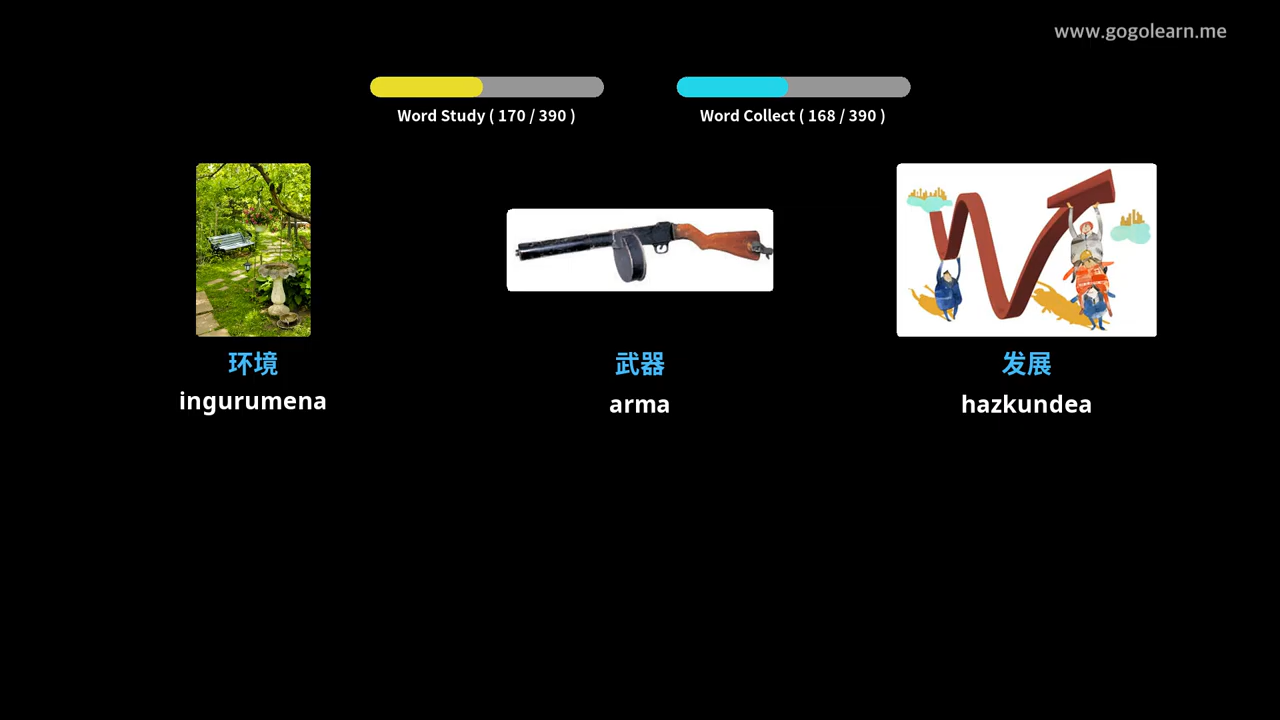 www.gogolearn.me
Word Study ( 170 / 390 )
Word Collect ( 168 / 390 )
环境
武器
发展
ingurumena
arma
hazkundea